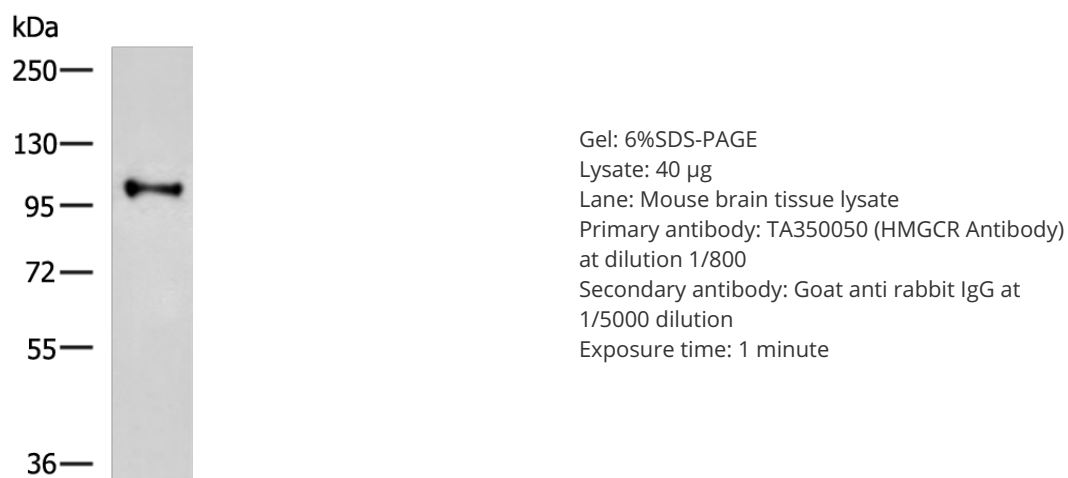 kDa
250
130
95
72
55
36
Gel: 6%SDS-PAGE
Lysate: 40 μg
Lane: Mouse brain tissue lysate
Primary antibody: TA350050 (HMGCR Antibody)
at dilution 1/800
Secondary antibody: Goat anti rabbit IgG at
1/5000 dilution
Exposure time: 1 minute